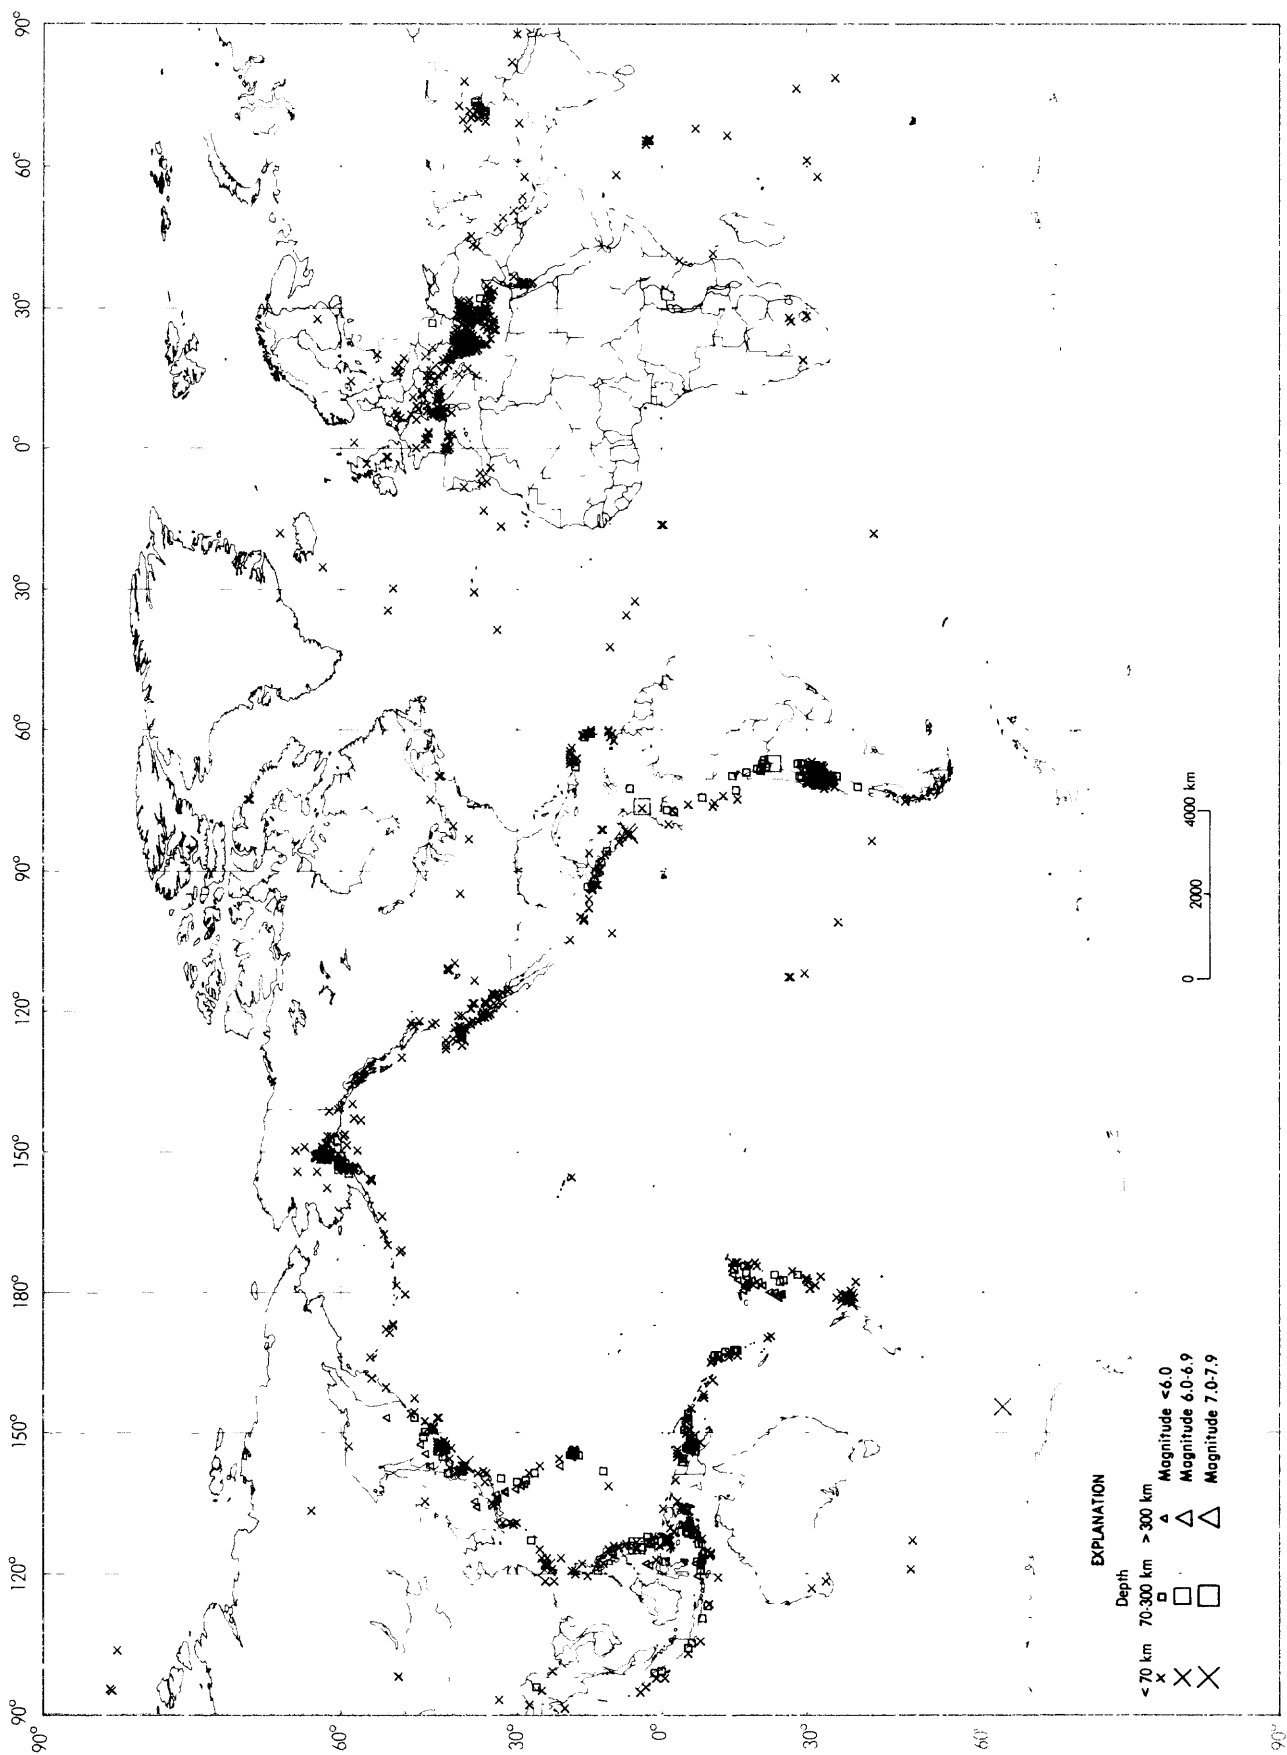 90° 120° 150° 180° 150° 120° 90° 60° 30° 0° 30° 60° 90°
90°
60°
30°
0°
30°
60°
EXPLANATION
Depth
< 70 km 70-300 km > 300 km
Magnitude <6.0
Magnitude 6.0-6.9
Magnitude 7.0-7.9
0 2000 4000 km
90°